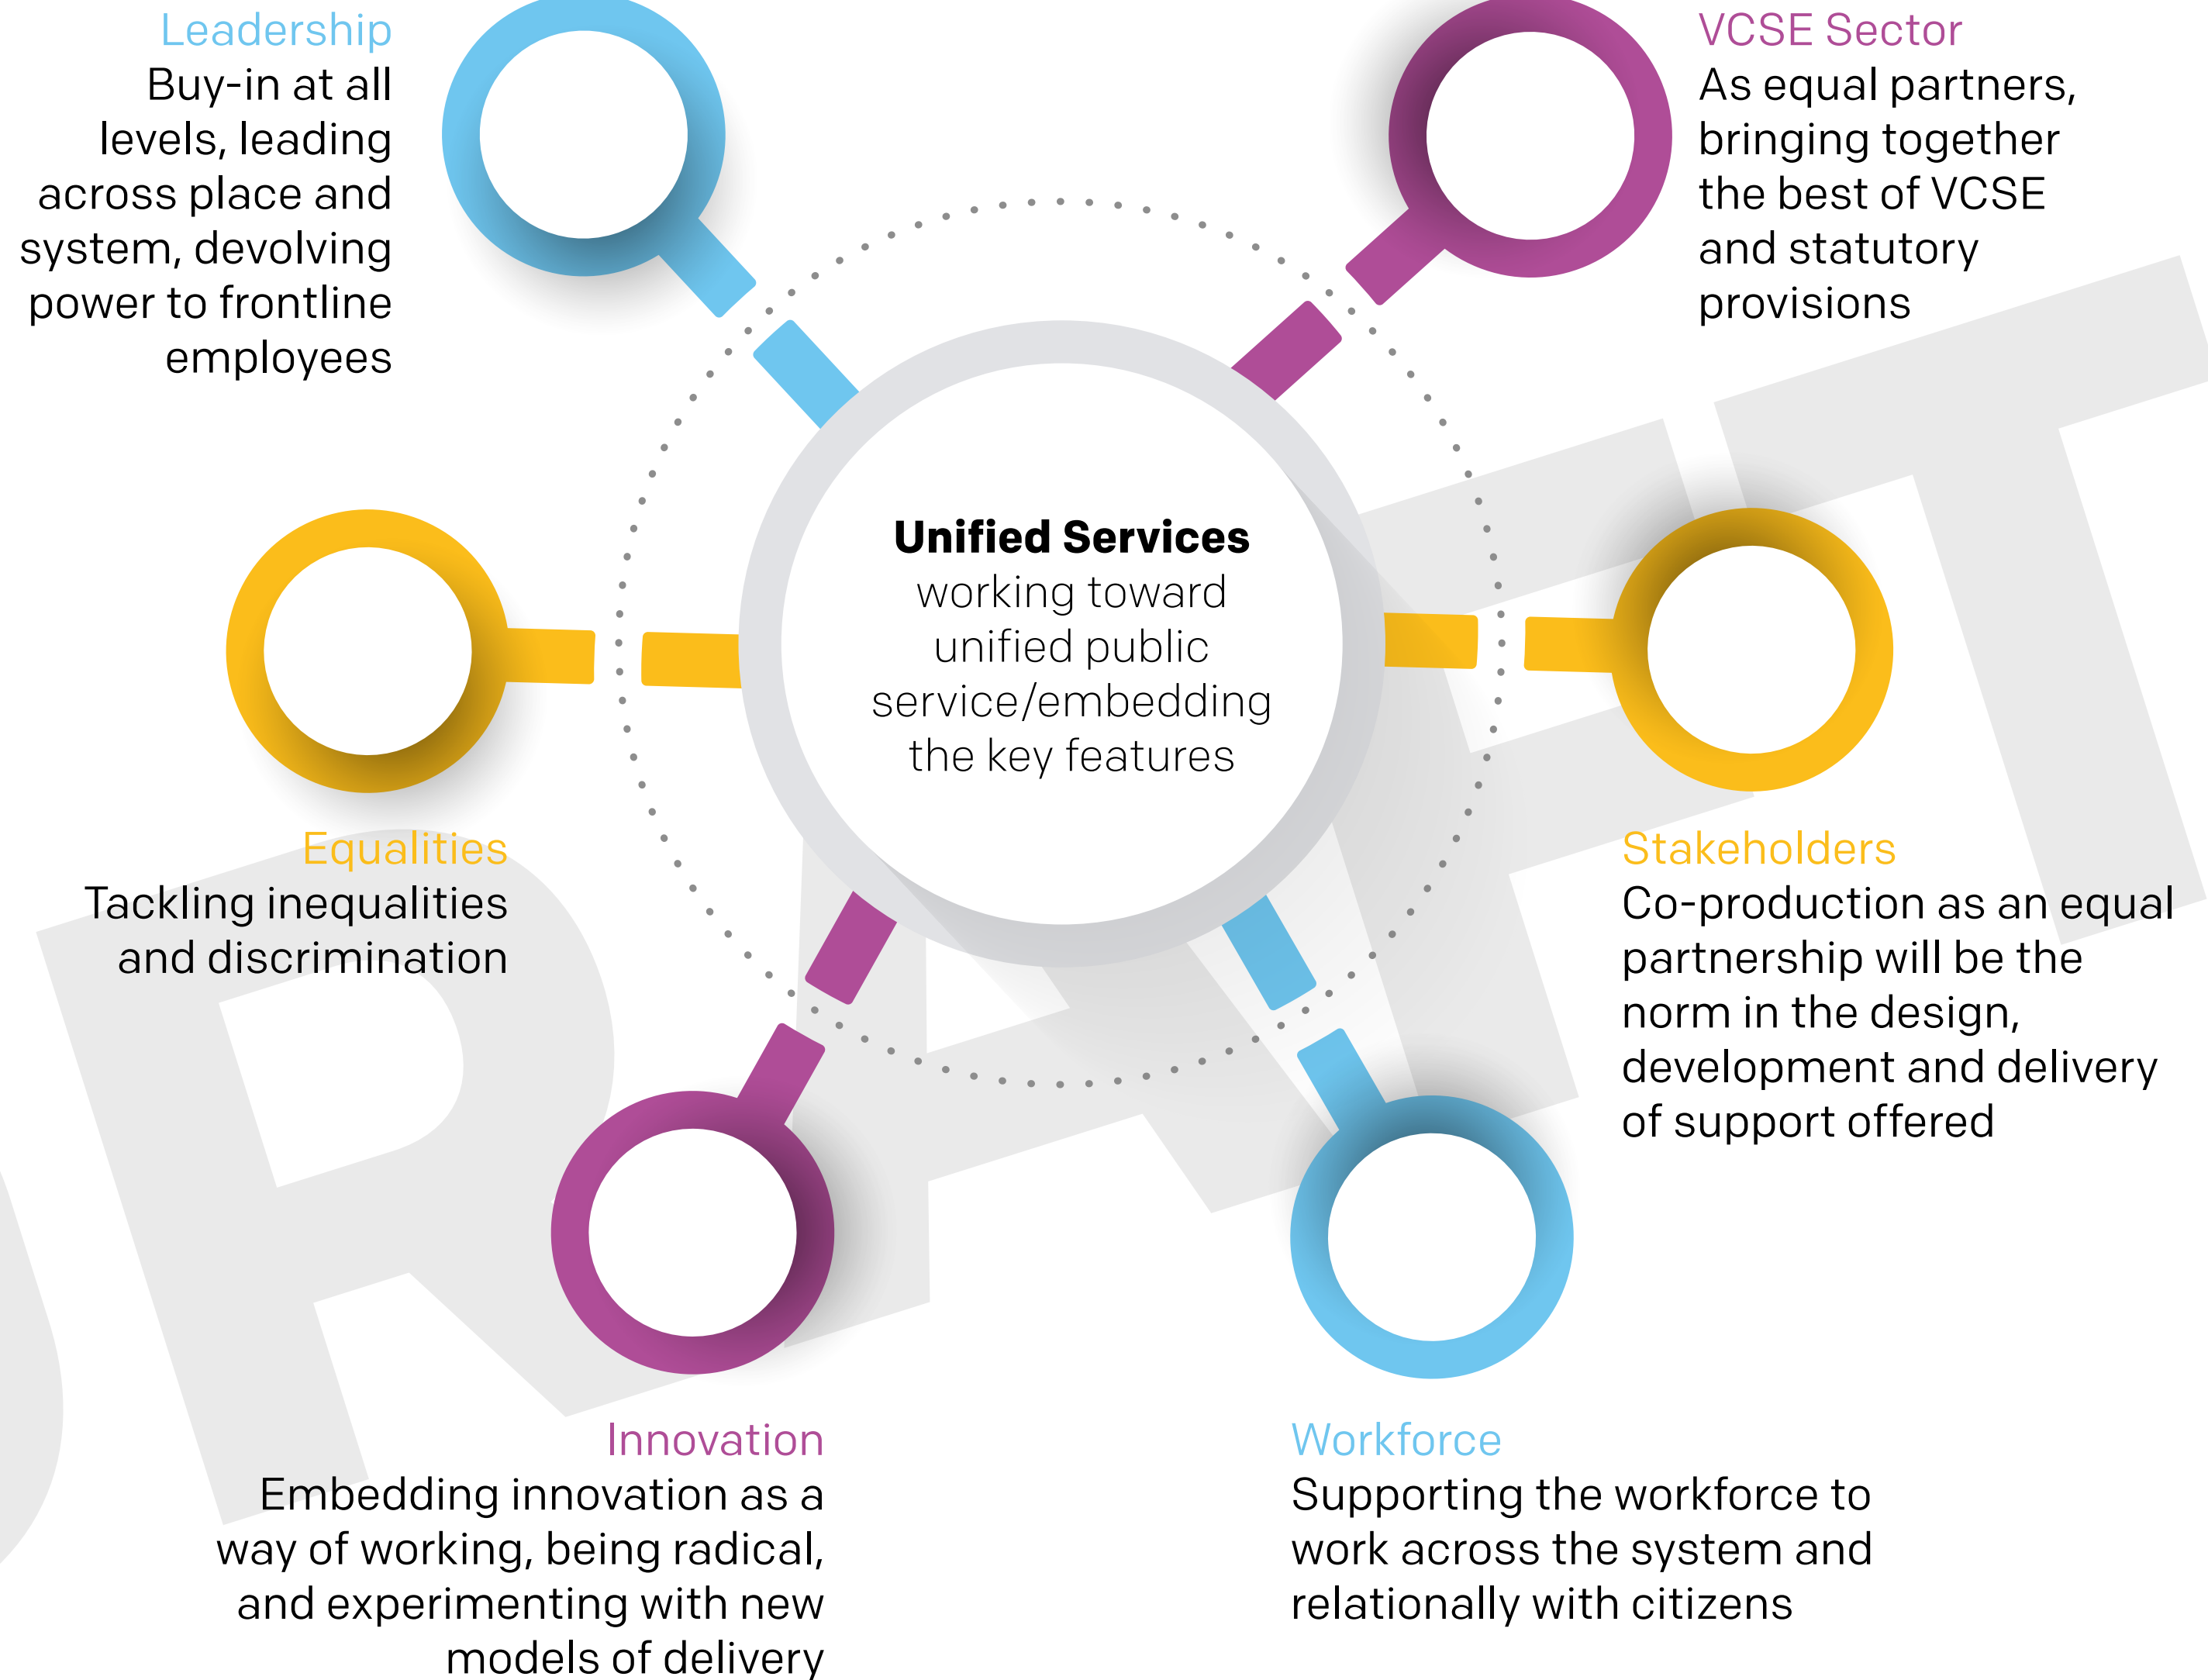 Leadership
Buy-in at all
levels, leading
across place and
system, devolving
power to frontline
employees
VCSE Sector
As equal partners,
bringing together
the best of VCSE
and statutory
provisions
Unified Services
working toward
unified public
service/embedding
the key features
Equalities
Tackling inequalities
and discrimination
Stakeholders
Co-production as an equal
partnership will be the
norm in the design,
development and delivery
of support offered
Innovation
Embedding innovation as a
way of working, being radical,
and experimenting with new
models of delivery
Workforce
Supporting the workforce to
work across the system and
relationally with citizens
DRAFT